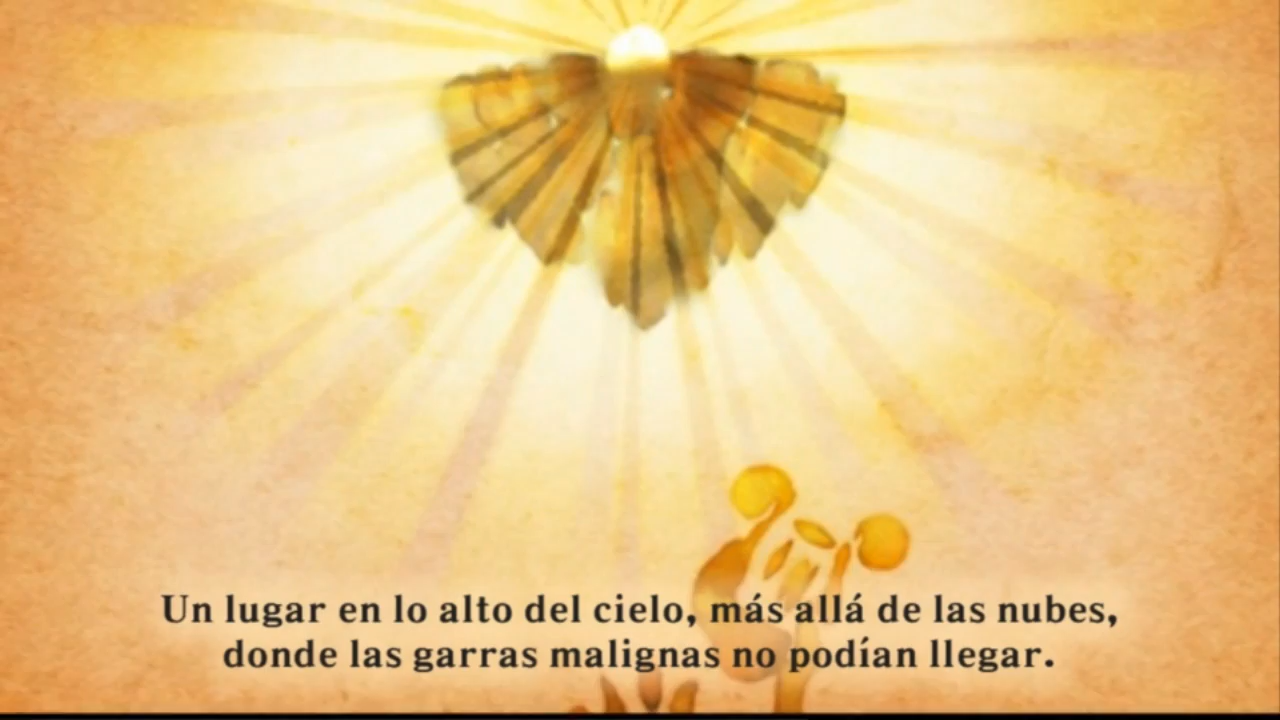 Un lugar en lo alto del cielo, más allá de las nubes,
donde las garras malignas no podían llegar.